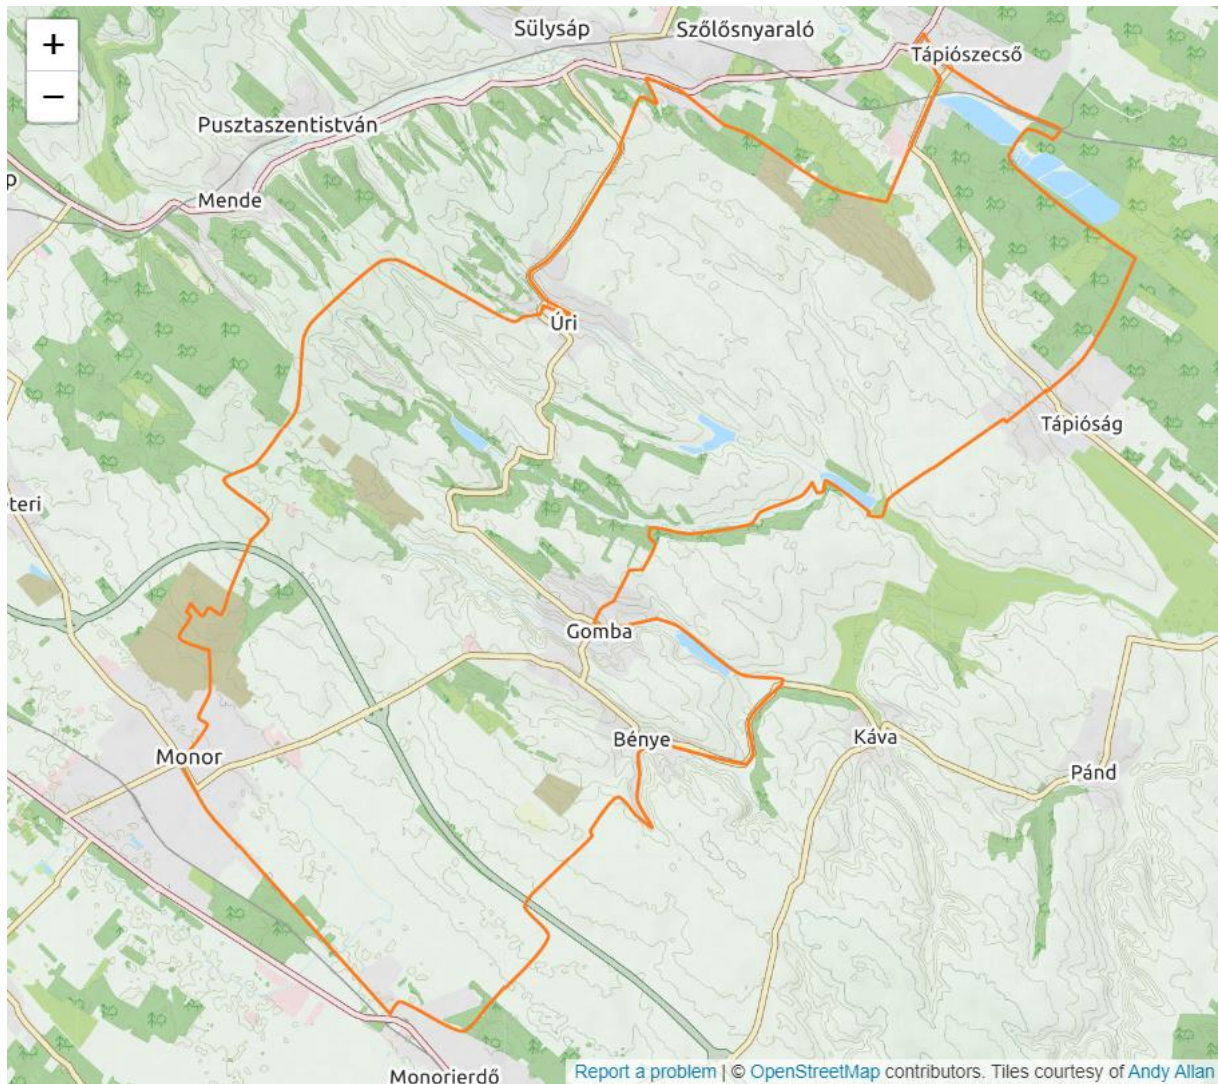 +
−
Sülysáp
Szőlősnyaraló
Tápiószecső
Pusztaszentistván
p
Mende
Úri
Tápióság
teri
Gomba
Monor
Bénye
Káva
Pánd
Monorierdő
Report a problem | © OpenStreetMap contributors. Tiles courtesy of Andy Allan